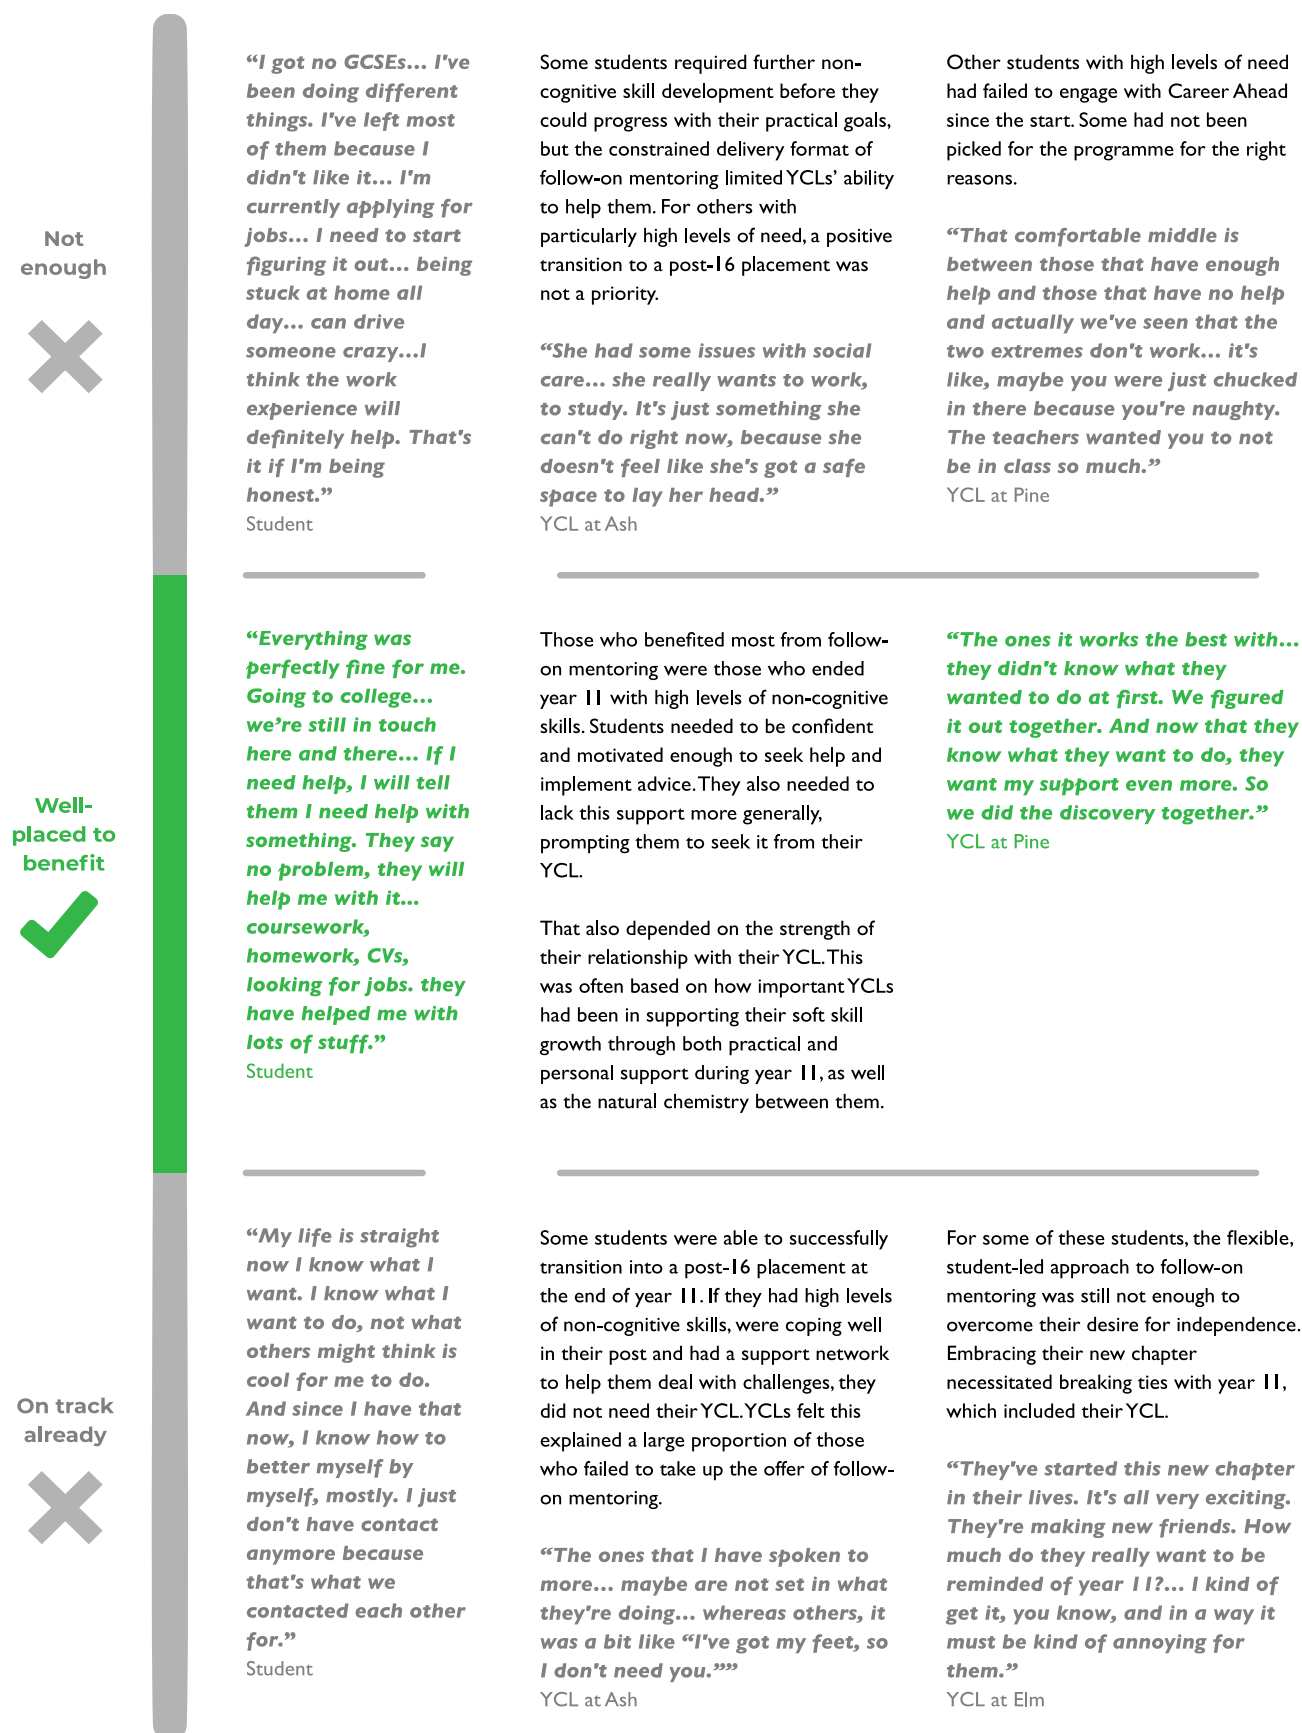 Not
enough
“I got no GCSEs... I've
been doing different
things. I've left most
of them because I
didn't like it... I'm
currently applying for
jobs... I need to start
figuring it out... being
stuck at home all
day... can drive
someone crazy...I
think the work
experience will
definitely help. That's
it if I'm being
honest.”
Student
Some students required further non-
cognitive skill development before they
could progress with their practical goals,
but the constrained delivery format of
follow-on mentoring limited YCLs’ ability
to help them. For others with
particularly high levels of need, a positive
transition to a post-16 placement was
not a priority.
“She had some issues with social
care... she really wants to work,
to study. It's just something she
can't do right now, because she
doesn't feel like she's got a safe
space to lay her head.”
YCL at Ash
Other students with high levels of need
had failed to engage with Career Ahead
since the start. Some had not been
picked for the programme for the right
reasons.
“That comfortable middle is
between those that have enough
help and those that have no help
and actually we've seen that the
two extremes don't work... it's
like, maybe you were just chucked
in there because you're naughty.
The teachers wanted you to not
be in class so much.”
YCL at Pine
Well-
placed to
benefit
“Everything was
perfectly fine for me.
Going to college...
we’re still in touch
here and there... If I
need help, I will tell
them I need help with
something. They say
no problem, they will
help me with it...
coursework,
homework, CVs,
looking for jobs. they
have helped me with
lots of stuff.”
Student
Those who benefited most from follow-
on mentoring were those who ended
year 11 with high levels of non-cognitive
skills. Students needed to be confident
and motivated enough to seek help and
implement advice. They also needed to
lack this support more generally,
prompting them to seek it from their
YCL.
That also depended on the strength of
their relationship with their YCL. This
was often based on how important YCLs
had been in supporting their soft skill
growth through both practical and
personal support during year 11, as well
as the natural chemistry between them.
“The ones it works the best with...
they didn't know what they
wanted to do at first. We figured
it out together. And now that they
know what they want to do, they
want my support even more. So
we did the discovery together.”
YCL at Pine
On track
already
“My life is straight
now I know what I
want. I know what I
want to do, not what
others might think is
cool for me to do.
And since I have that
now, I know how to
better myself by
myself, mostly. I just
don't have contact
anymore because
that's what we
contacted each other
for.”
Student
Some students were able to successfully
transition into a post-16 placement at
the end of year 11. If they had high levels
of non-cognitive skills, were coping well
in their post and had a support network
to help them deal with challenges, they
did not need their YCL. YCLs felt this
explained a large proportion of those
who failed to take up the offer of follow-
on mentoring.
“The ones that I have spoken to
more... maybe are not set in what
they're doing... whereas others, it
was a bit like “I've got my feet, so
I don't need you.””
YCL at Ash
For some of these students, the flexible,
student-led approach to follow-on
mentoring was still not enough to
overcome their desire for independence.
Embracing their new chapter
necessitated breaking ties with year 11,
which included their YCL.
“They've started this new chapter
in their lives. It's all very exciting.
They're making new friends. How
much do they really want to be
reminded of year 11?... I kind of
get it, you know, and in a way it
must be kind of annoying for
them.”
YCL at Elm